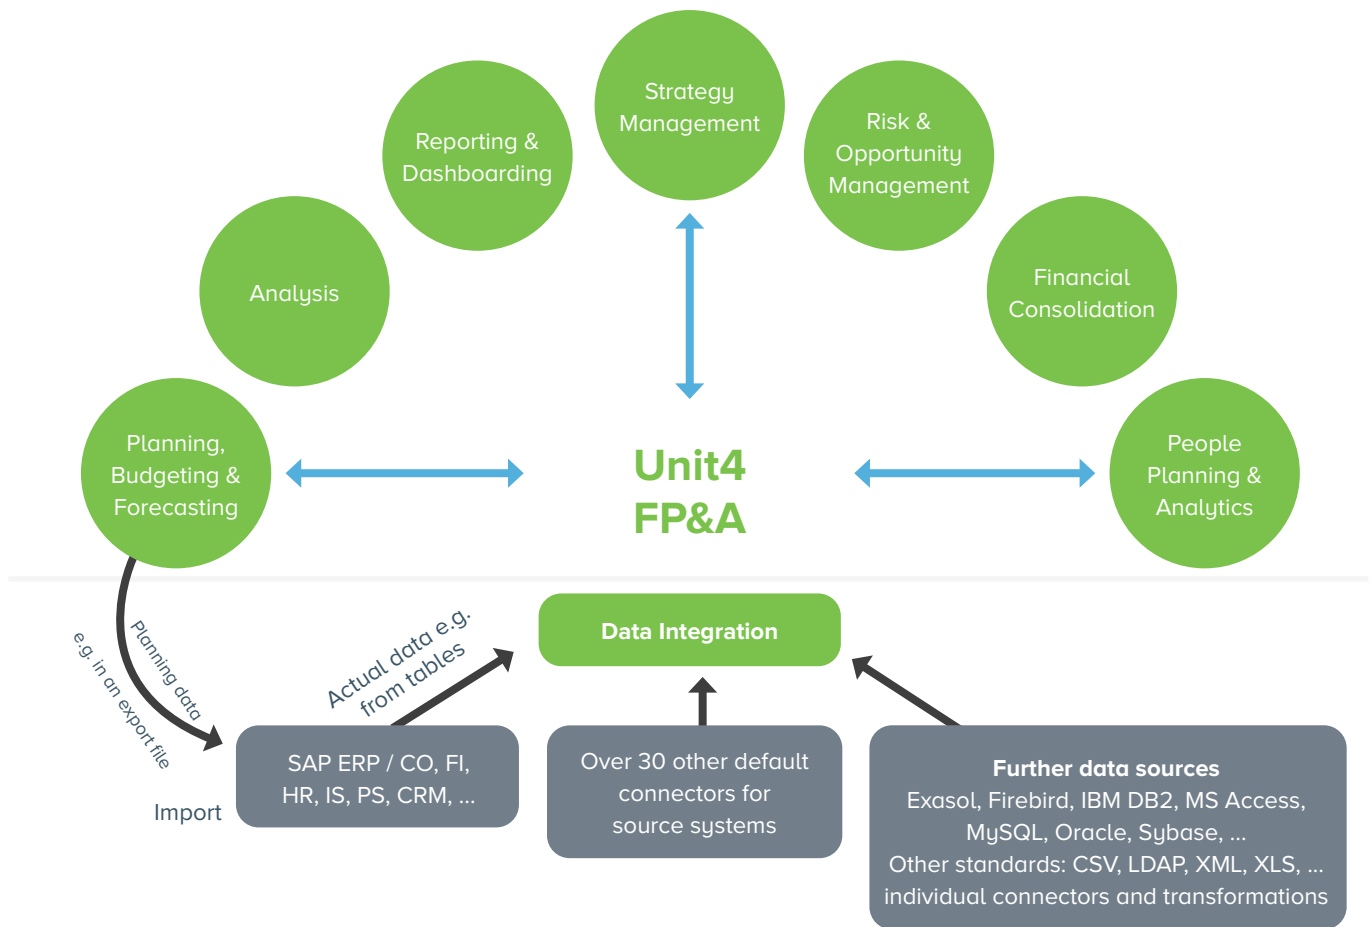 Strategy
Management
Reporting &
Dashboarding
Risk &
Opportunity
Management
Analysis
Financial
Consolidation
Planning,
Budgeting &
Forecasting
Unit4
FP&A
People
Planning &
Analytics
Planning data
e.g. in an export file
Import
Actual data e.g.
from tables
Data Integration
SAP ERP / CO, FI,
HR, IS, PS, CRM, ...
Over 30 other default
connectors for
source systems
Further data sources
Exasol, Firebird, IBM DB2, MS Access,
MySQL, Oracle, Sybase, ...
Other standards: CSV, LDAP, XML, XLS, ...
individual connectors and transformations